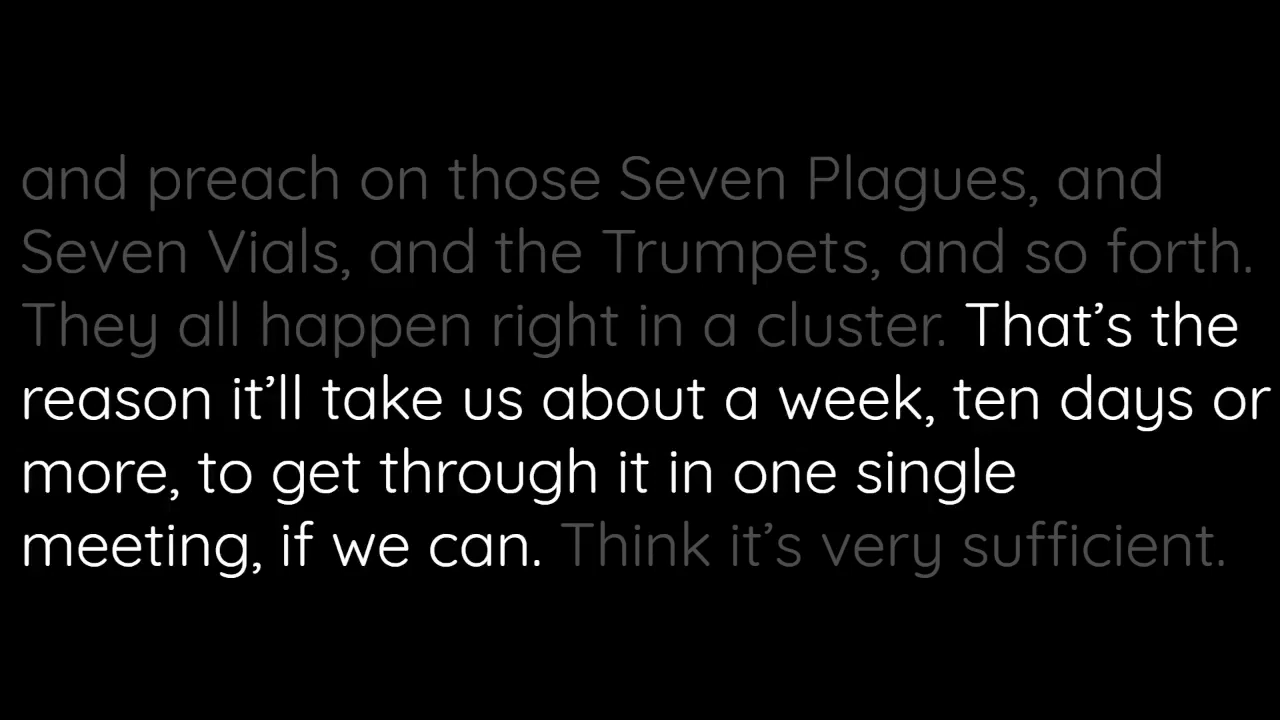 and preach on those Seven Plagues, and
Seven Vials, and the Trumpets, and so forth.
They all happen right in a cluster. That’s the
reason it’ll take us about a week, ten days or
more, to get through it in one single
meeting, if we can. Think it’s very sufficient.